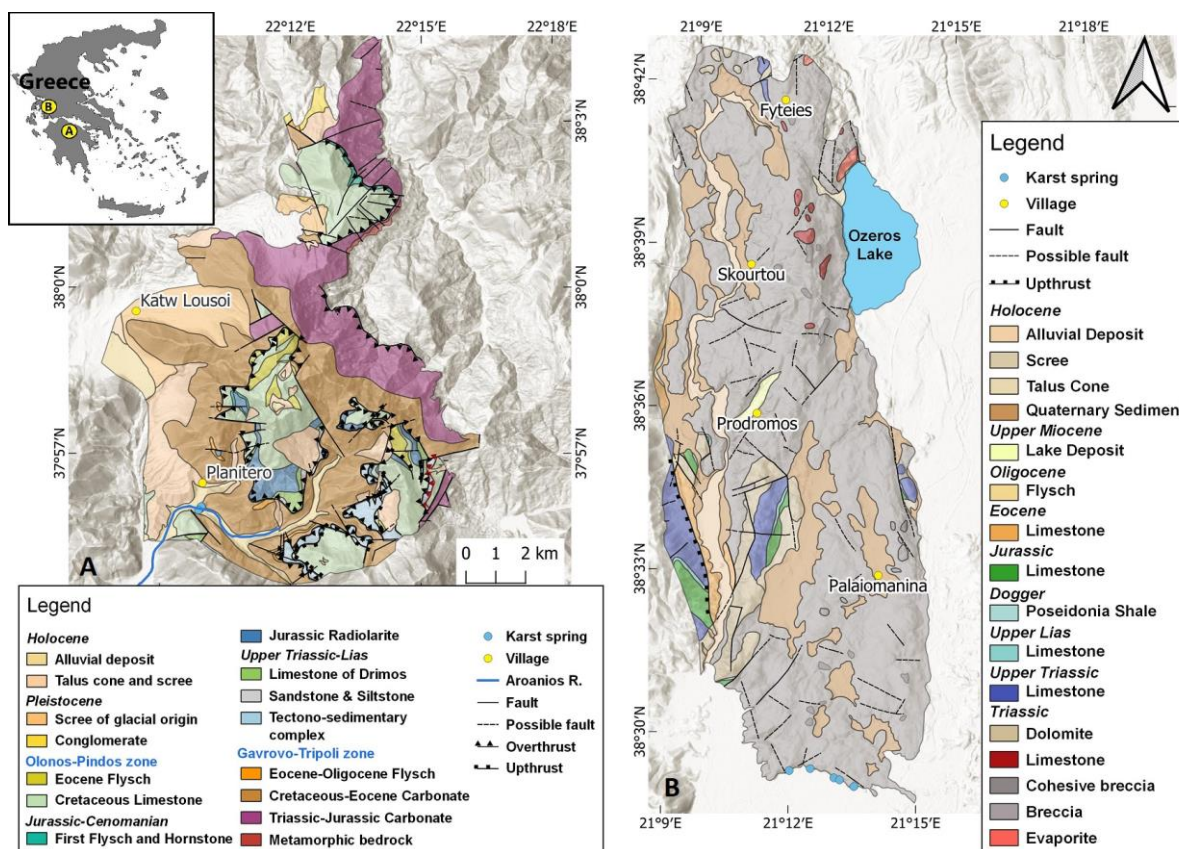 Greece
B
A
22°12'E
22°15'E
22°18'E
38°3'N
38°0'N
37°57'N
Katw Lousoi
Planitero
A
0 1 2 km
Legend
Holocene
Alluvial deposit
Talus cone and scree
Pleistocene
Scree of glacial origin
Conglomerate
Olonos-Pindos zone
Eocene Flysch
Cretaceous Limestone
Jurassic-Cenomanian
First Flysch and Hornstone
Jurassic Radiolarite
Upper Triassic-Lias
Limestone of Drimos
Sandstone & Siltstone
Tectono-sedimentary
complex
Gavrovo-Tripoli zone
Eocene-Oligocene Flysch
Cretaceous-Eocene Carbonate
Triassic-Jurassic Carbonate
Metamorphic bedrock
Karst spring
Village
Aroanios R.
Fault
Possible fault
Overthrust
Upthrust
21°9'E
21°12'E
21°15'E
21°18'E
38°42'N
38°39'N
38°36'N
38°33'N
38°30'N
Fyteies
Ozeros
Lake
Skourtou
Prodromos
Palaiomanina
B
21°9'E
21°12'E
21°15'E
Legend
Karst spring
Village
Fault
Possible fault
Upthrust
Holocene
Alluvial Deposit
Scree
Talus Cone
Quaternary Sedimen
Upper Miocene
Lake Deposit
Oligocene
Flysch
Eocene
Limestone
Jurassic
Limestone
Dogger
Poseidonia Shale
Upper Lias
Limestone
Upper Triassic
Limestone
Triassic
Dolomite
Limestone
Cohesive breccia
Breccia
Evaporite